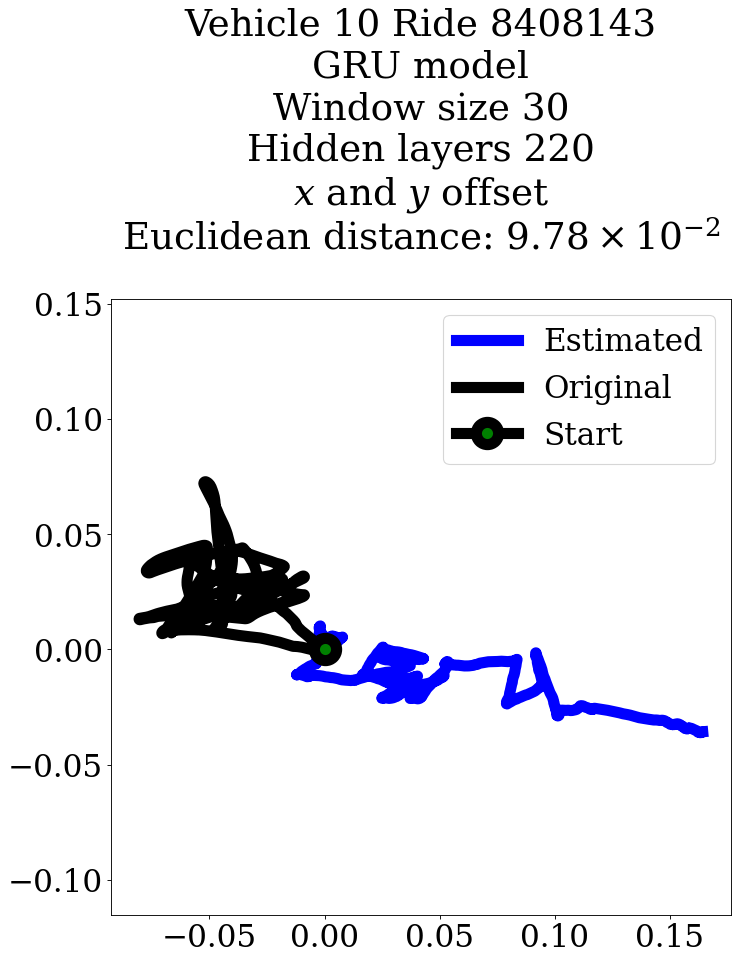 Vehicle 10 Ride 8408143
GRU model
Window size 30
Hidden layers 220
x and y offset
Euclidean distance: 9.78 × 10⁻²
Estimated
Original
Start
0.15
0.10
0.05
0.00
−0.05
−0.10
−0.05 0.00 0.05 0.10 0.15